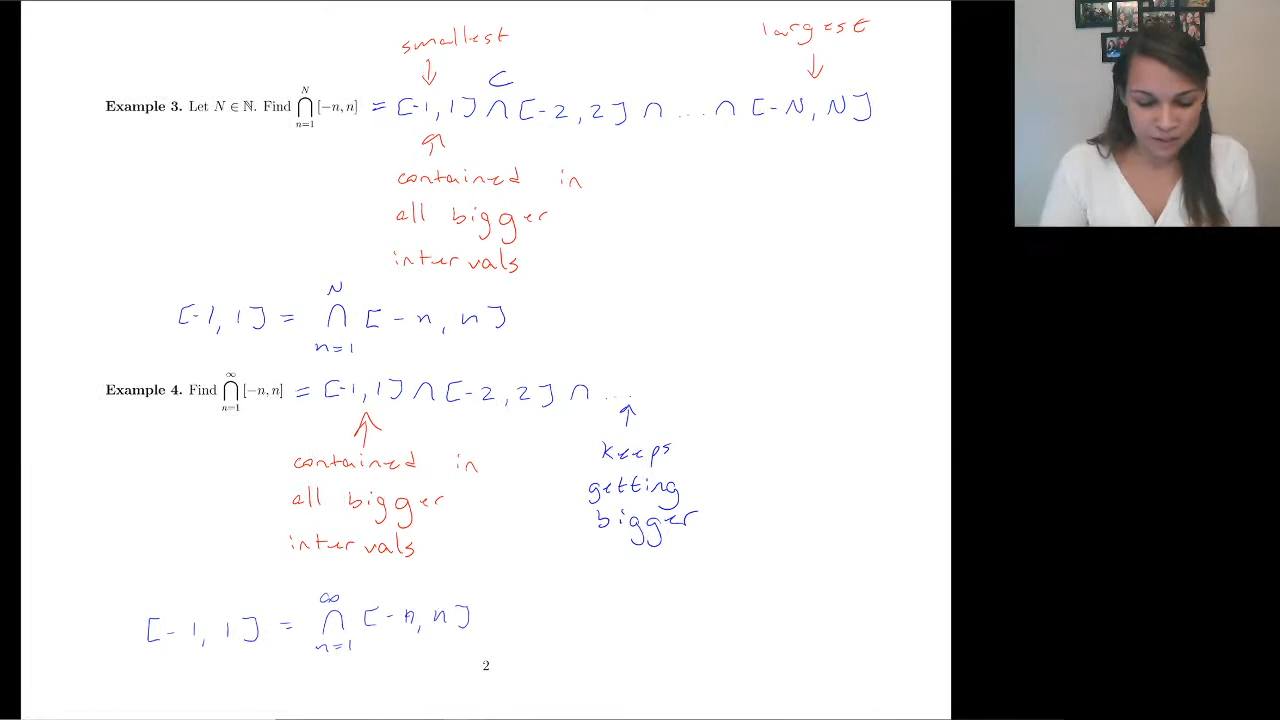 smallest
largest
↓
↓
⊂
Example 3. Let N ∈ ℕ. Find ⋂_{n=1}^{N} [−n, n] = [-1, 1] ∩ [-2, 2] ∩ ... ∩ [-N, N]
contained in
all bigger
intervals
[-1, 1] = ⋂_{n=1}^{N} [-n, n]
Example 4. Find ⋂_{n=1}^{∞} [−n, n] = [-1, 1] ∩ [-2, 2] ∩ ...
contained in
all bigger
intervals
keeps
getting
bigger
[-1, 1] = ⋂_{n=1}^{∞} [-n, n]
2